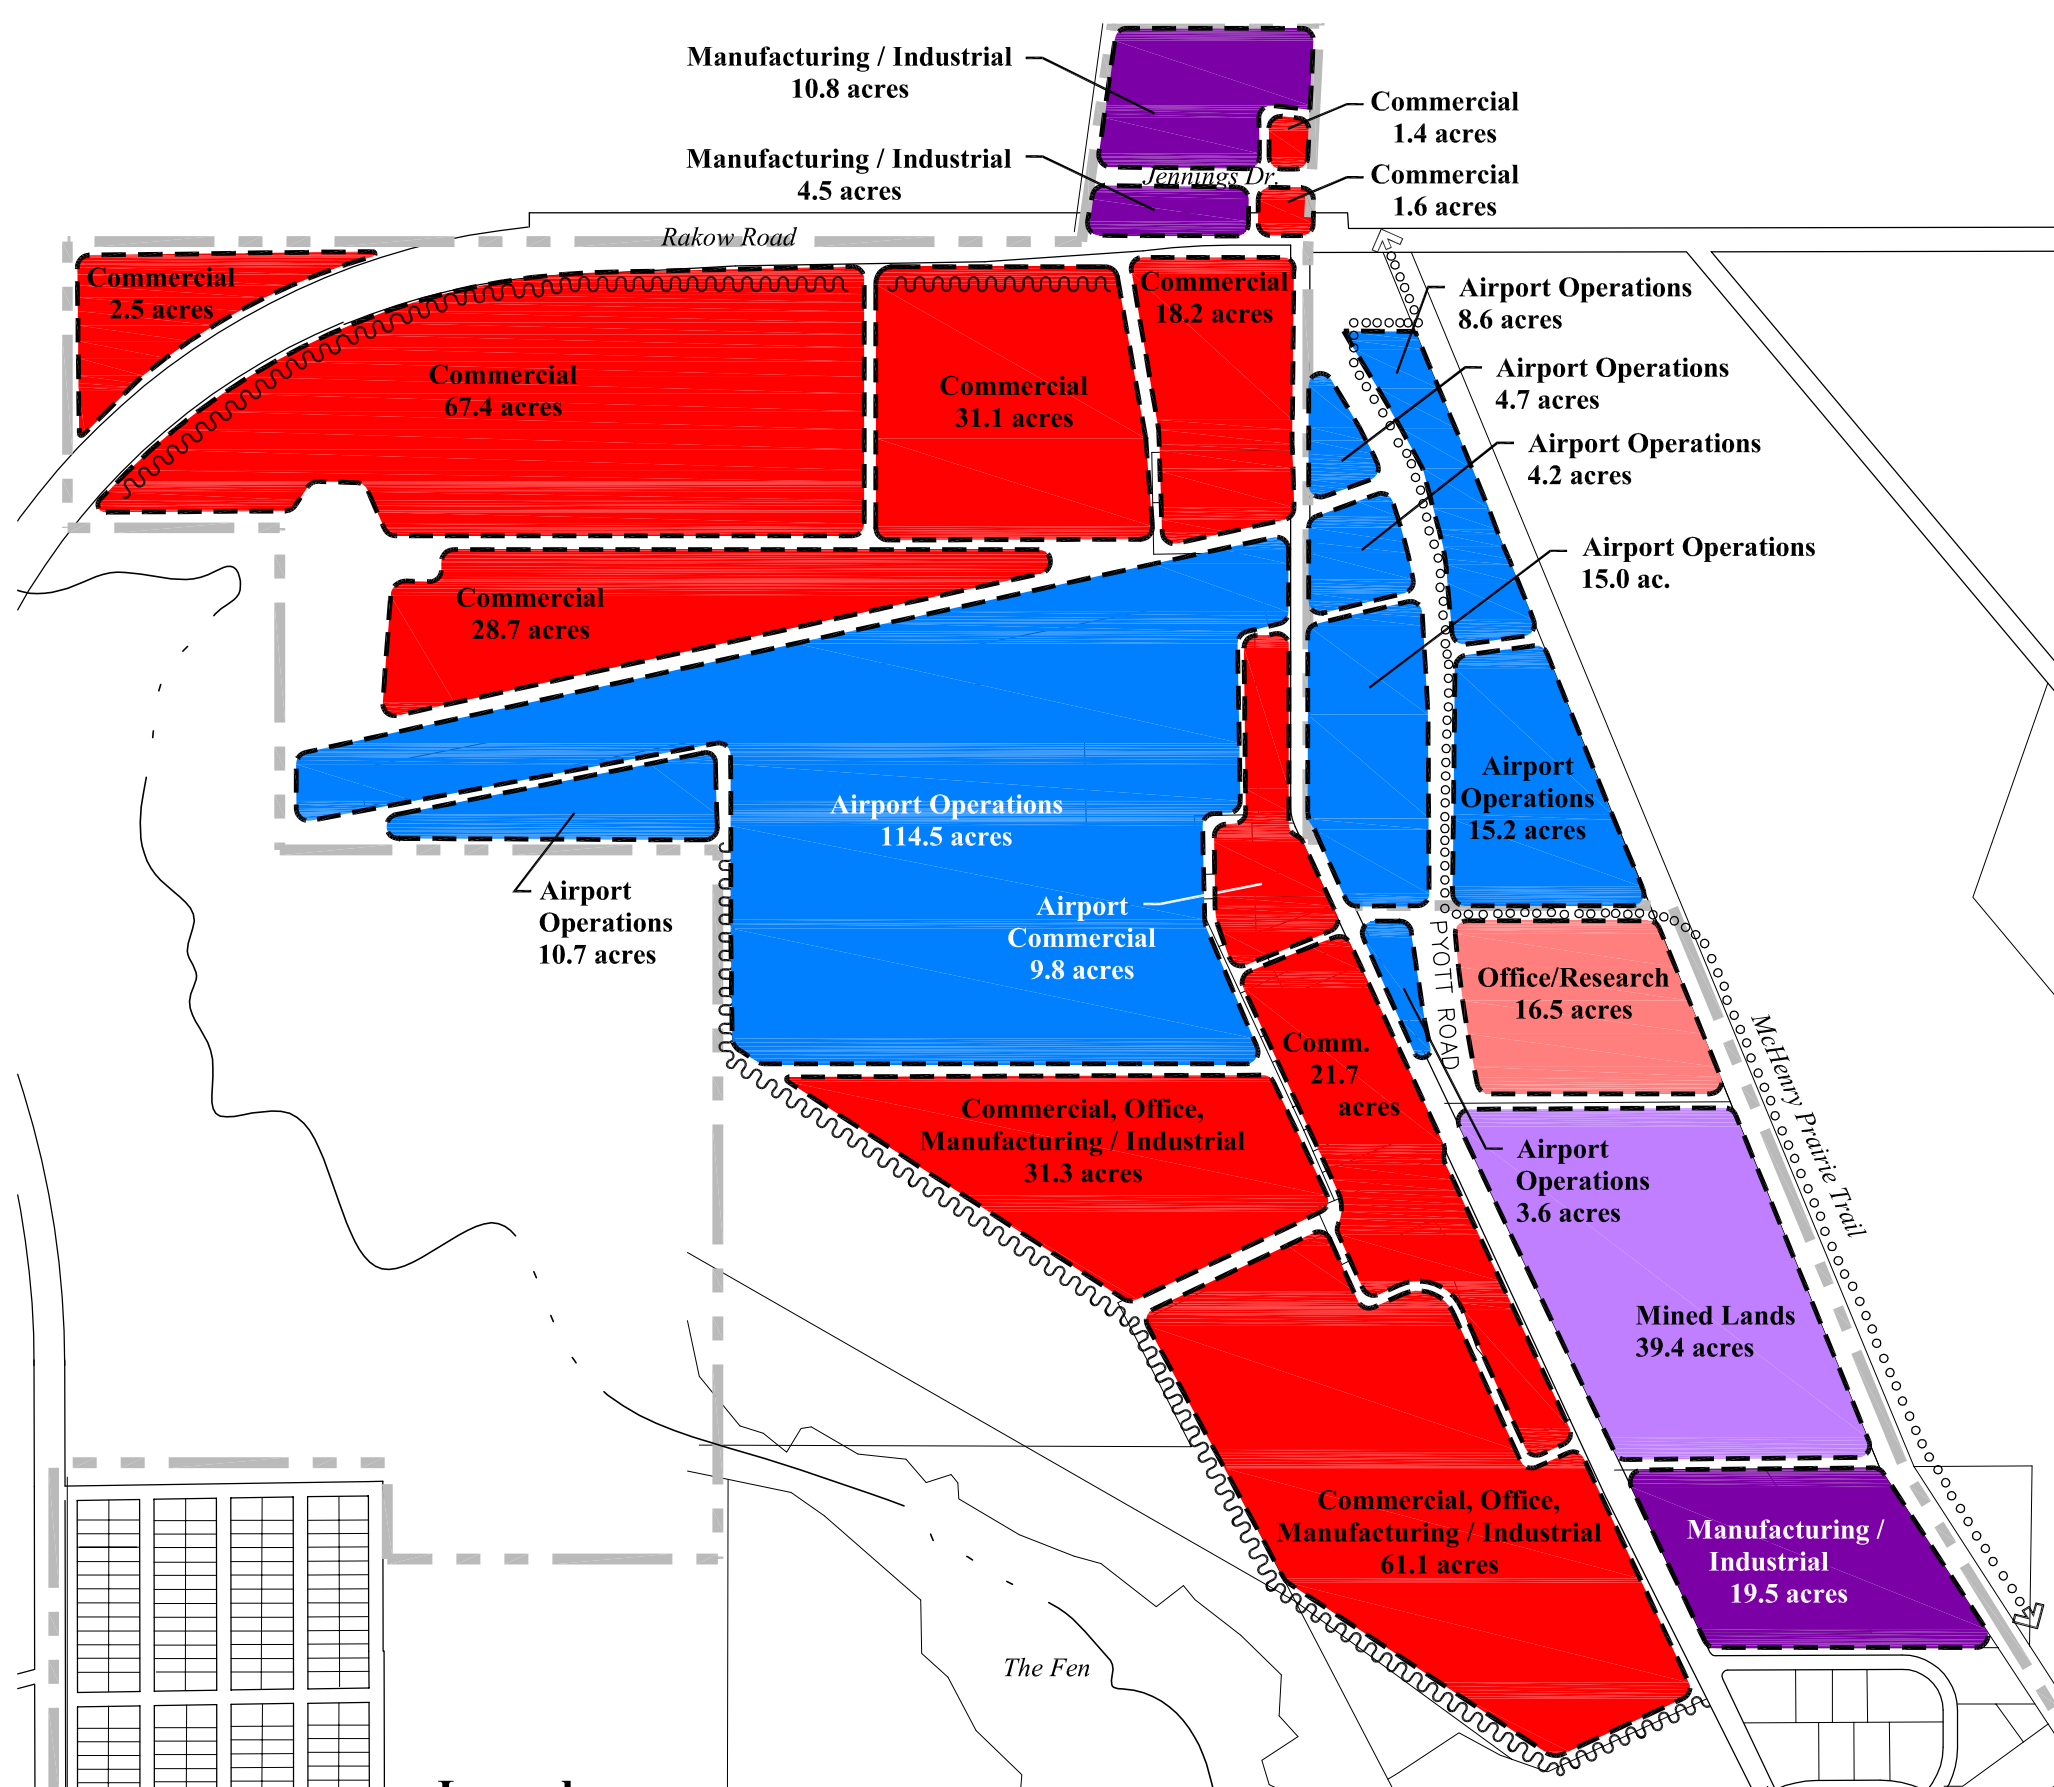 Manufacturing / Industrial
10.8 acres
Commercial
1.4 acres
Manufacturing / Industrial
4.5 acres
Jennings Dr.
Commercial
1.6 acres
Rakow Road
Commercial
2.5 acres
Commercial
67.4 acres
Commercial
31.1 acres
Commercial
18.2 acres
Airport Operations
8.6 acres
Airport Operations
4.7 acres
Airport Operations
4.2 acres
Airport Operations
15.0 ac.
Commercial
28.7 acres
Airport Operations
114.5 acres
Airport
Operations
15.2 acres
Airport
Operations
10.7 acres
Airport
Commercial
9.8 acres
PYOTT ROAD
Office/Research
16.5 acres
McHenry Prairie Trail
Comm.
21.7
acres
Commercial, Office,
Manufacturing / Industrial
31.3 acres
Airport
Operations
3.6 acres
Mined Lands
39.4 acres
Commercial, Office,
Manufacturing / Industrial
61.1 acres
Manufacturing /
Industrial
19.5 acres
The Fen